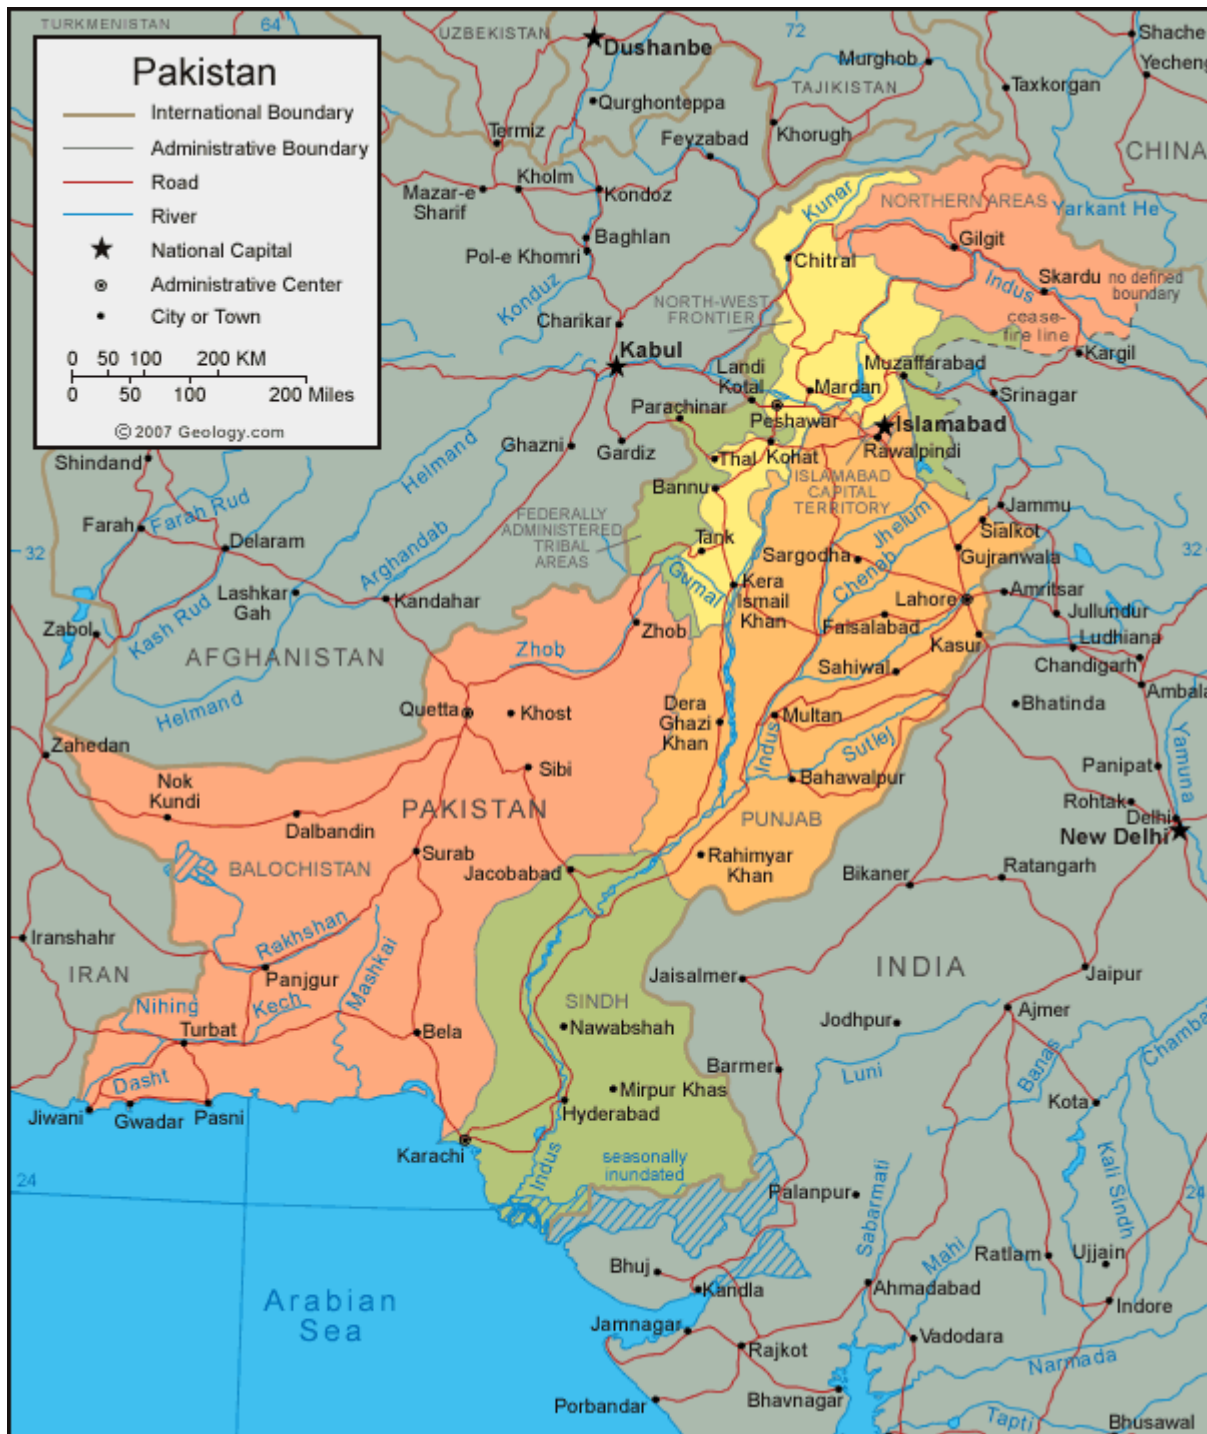 TURKMENISTAN
64
UZBEKISTAN
72
Dushanbe
Shache
Murghob
Yecheng
TAJIKISTAN
Taxkorgan
Pakistan
International Boundary
Administrative Boundary
Road
River
National Capital
Administrative Center
City or Town
0 50 100 200 KM
0 100 200 Miles
© 2007 Geology.com
Qurghonteppa
Termiz
Feyzabad
Khorugh
CHINA
Kholm
Mazar-e
Sharif
Kondoz
Kunar
NORTHERN AREAS
Yarkant He
Baghlan
Pol-e Khomri
Gilgit
Chitral
Konduz
Indus
Skardu
no defined
boundary
NORTH-WEST
FRONTIER
cease-
fire line
Charikar
Kabul
Kargil
Landi
Kotal
Muzaffarabad
Mardan
Srinagar
Parachinar
Peshawar
Islamabad
Rawalpindi
Ghazni
Gardiz
Kohat
Thal
Helmand
Shindand
Bannu
ISLAMABAD
CAPITAL
TERRITORY
Jammu
Farah Rud
Farah
FEDERALLY
ADMINISTERED
TRIBAL
AREAS
Jhelum
Sialkot
32
Delaram
Arghandab
Tank
Sargodha
Gujranwala
32
Gumal
Chenab
Kera
Ismail
Khan
Lashkar
Gah
Kandahar
Lahore
Amritsar
Jullundur
Zabol
Kash Rud
Zhob
Faisalabad
Kasur
Ludhiana
Chandigarh
AFGHANISTAN
Zhob
Sahiwal
Ambala
Helmand
Quetta
Khost
Dera
Ghazi
Khan
Multan
Bhatinda
Indus
Sutlej
Yamuna
Zahedan
Nok
Kundi
Sibi
Bahawalpur
Panipat
Dalbandin
PAKISTAN
PUNJAB
Rohtak
Delhi
New Delhi
BALOCHISTAN
Surab
Jacobabad
Rahimyar
Khan
Bikaner
Ratangarh
Iranshahr
Rakhshan
IRAN
Panjgur
Mashkai
Jaisalmer
INDIA
Jaipur
Nihing
Kech
SINDH
Turbat
Bela
Nawabshah
Jodhpur
Ajmer
Chamba
Barmer
Luni
Banas
Dasht
Mirpur Khas
Jiwani
Gwadar
Pasni
Hyderabad
Kota
Karachi
Indus
seasonally
inundated
Kali Sindh
24
Palanpur
24
Sabarmati
Mahi
Ratlam
Ujjain
Bhuj
Kandla
Ahmadabad
Indore
Arabian
Sea
Jamnagar
Rajkot
Vadodara
Narmada
Porbandar
Bhavnagar
Tapti
Bhusawal